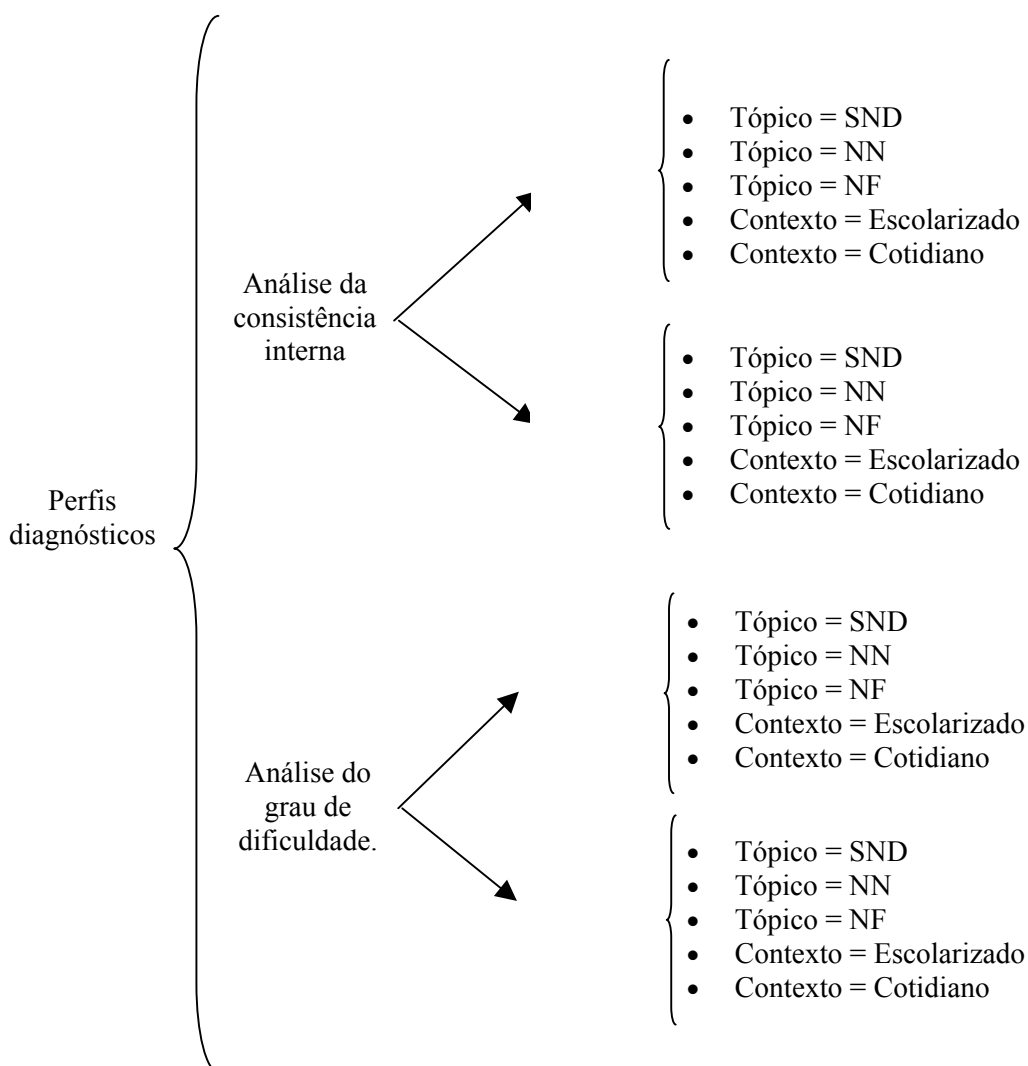 Perfis
diagnósticos
Análise da
consistência
interna
• Tópico = SND
• Tópico = NN
• Tópico = NF
• Contexto = Escolarizado
• Contexto = Cotidiano
• Tópico = SND
• Tópico = NN
• Tópico = NF
• Contexto = Escolarizado
• Contexto = Cotidiano
Análise do
grau de
dificuldade.
• Tópico = SND
• Tópico = NN
• Tópico = NF
• Contexto = Escolarizado
• Contexto = Cotidiano
• Tópico = SND
• Tópico = NN
• Tópico = NF
• Contexto = Escolarizado
• Contexto = Cotidiano